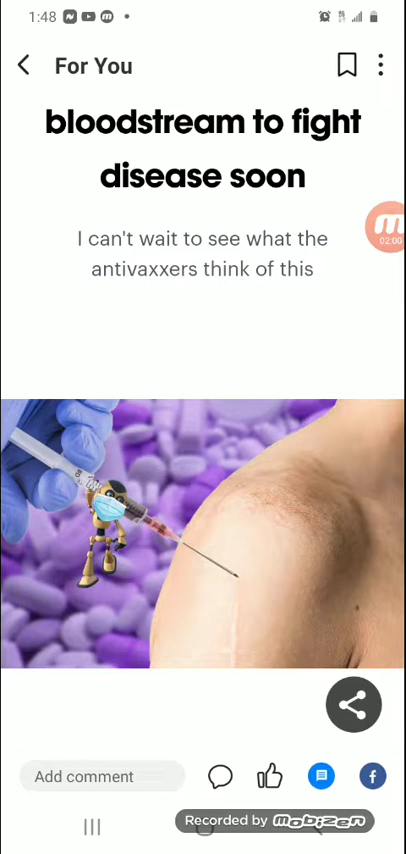 1:48
For You
bloodstream to fight
disease soon
I can't wait to see what the
antivaxxers think of this
02:00
Add comment
Recorded by mobizen